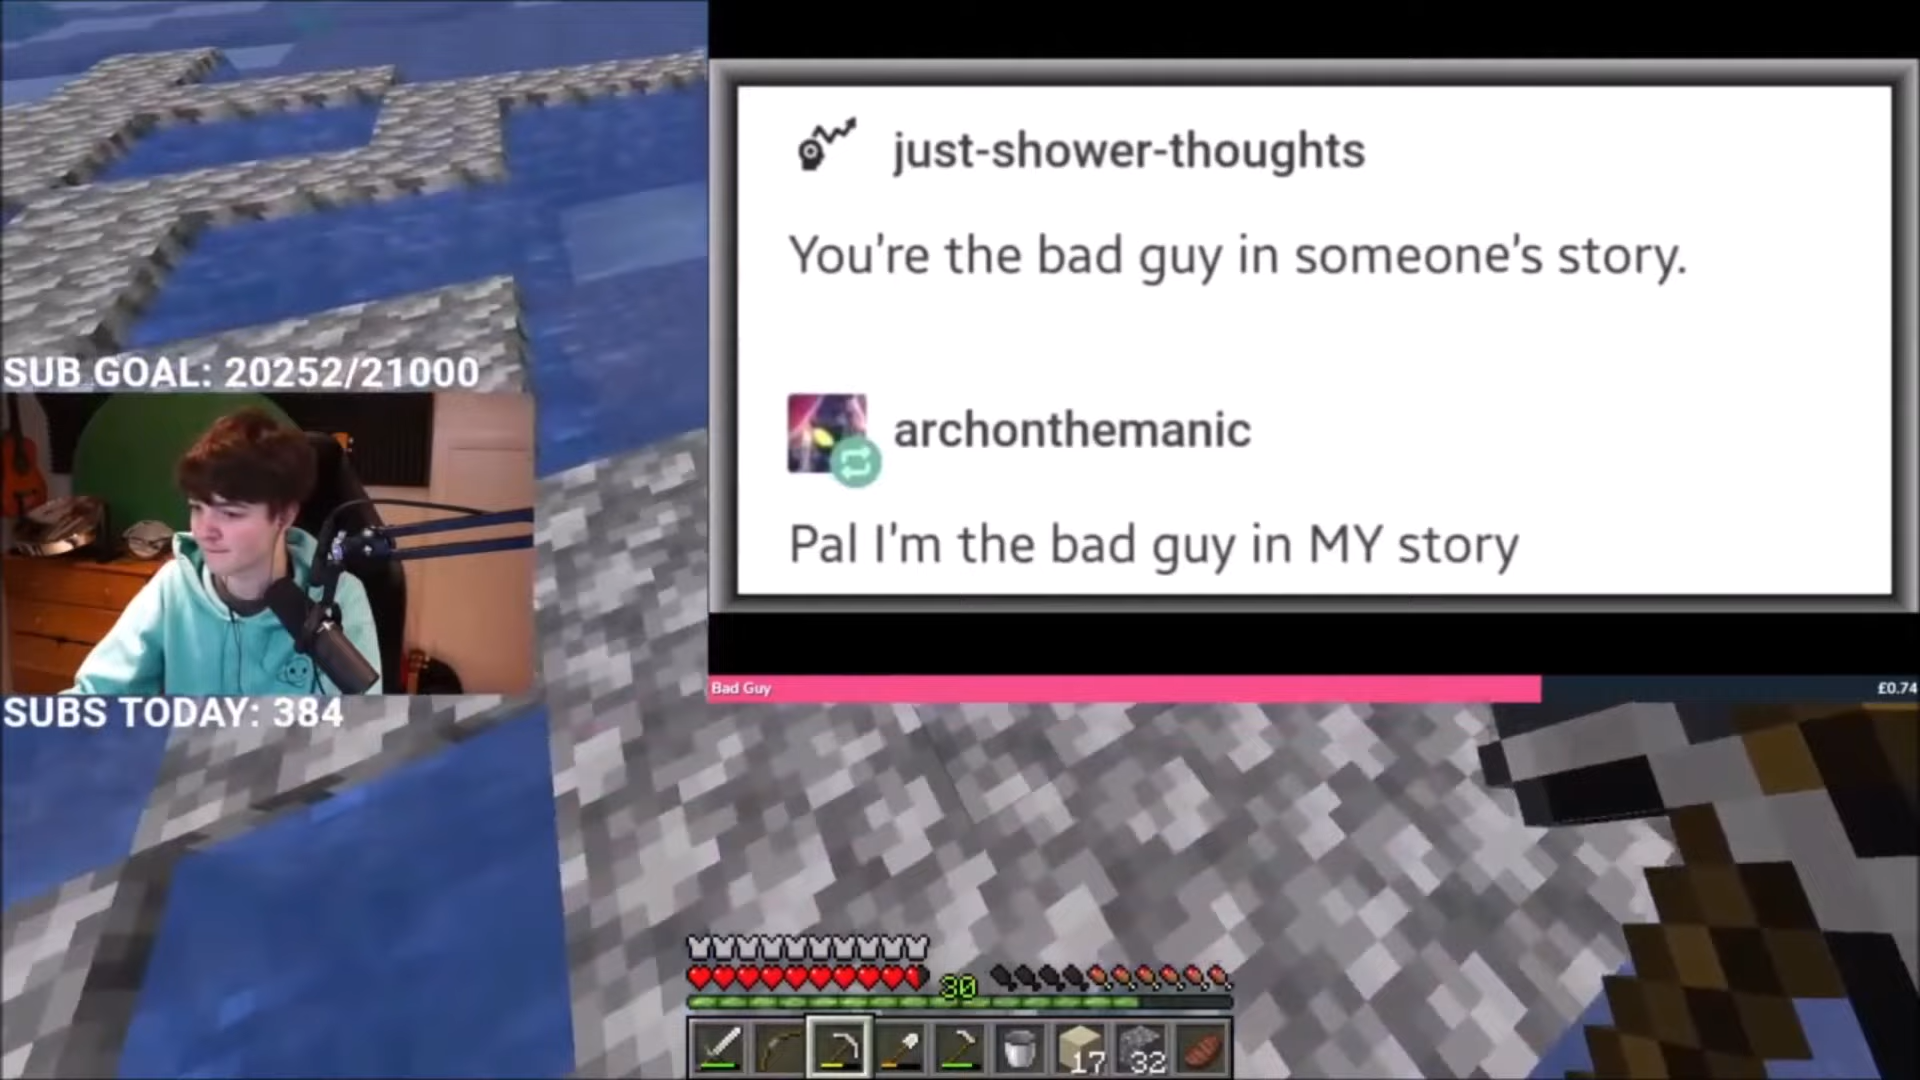 just-shower-thoughts
You're the bad guy in someone's story.
archonthemanic
Pal I'm the bad guy in MY story
SUB GOAL: 20252/21000
SUBS TODAY: 384
Bad Guy
£0.74
30
17
32